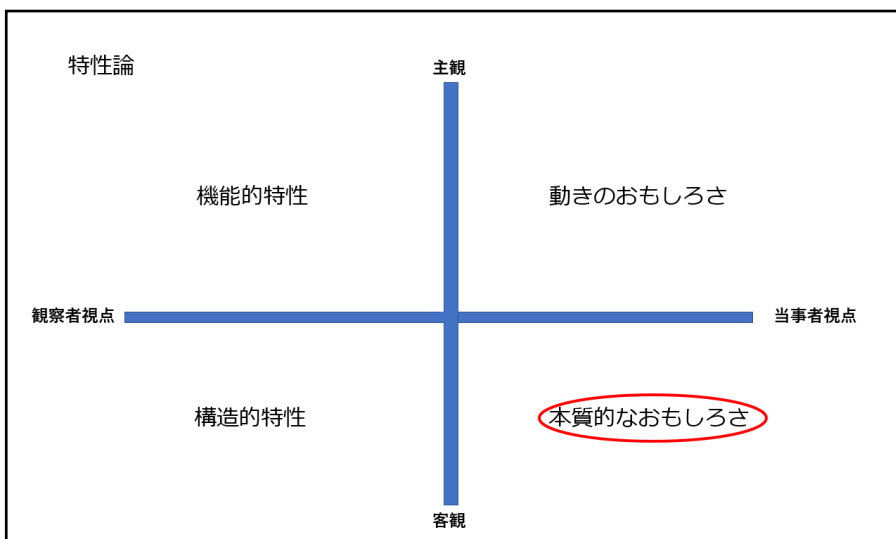 特性論
主観
機能的特性
動きのおもしろさ
観察者視点
当事者視点
構造的特性
本質的なおもしろさ
客観